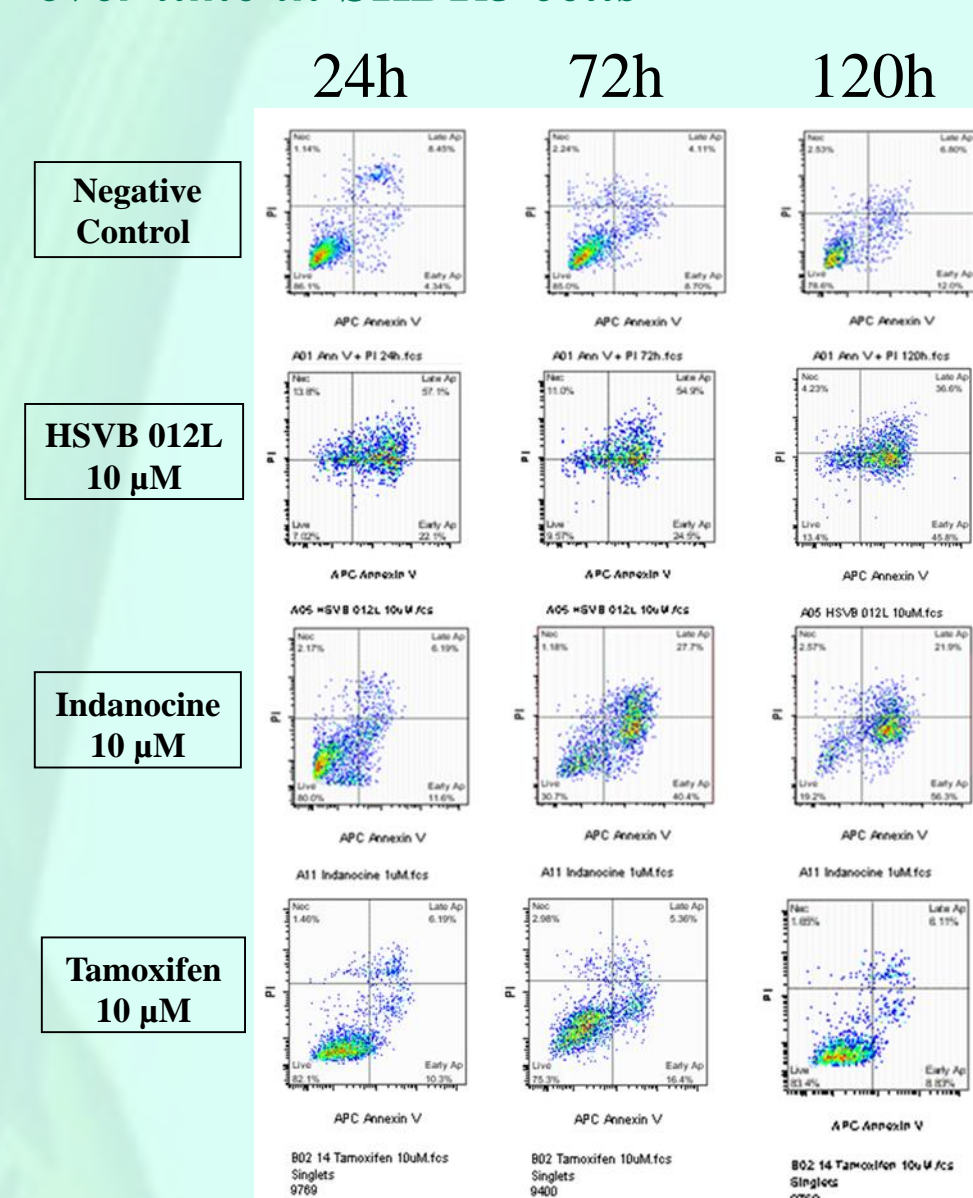 24h 72h 120h
Negative
Control
Nec
1.14%
Late Ap
8.45%
PI
Live
86.1%
Early Ap
4.34%
APC Annexin V
A01 Ann V + PI 24h.fcs
Nec
2.24%
Late Ap
4.11%
PI
Live
85.0%
Early Ap
8.70%
APC Annexin V
A01 Ann V + PI 72h.fcs
Nec
2.53%
Late Ap
6.80%
PI
Live
78.6%
Early Ap
12.0%
APC Annexin V
A01 Ann V + PI 120h.fcs
HSVB 012L
10 µM
Nec
13.8%
Late Ap
57.1%
PI
Live
7.02%
Early Ap
22.1%
APC Annexin V
A05 HSVB 012L 10uM.fcs
Nec
11.0%
Late Ap
54.9%
PI
Live
9.57%
Early Ap
24.5%
APC Annexin V
A05 HSVB 012L 10uM.fcs
Nec
4.23%
Late Ap
36.6%
PI
Live
13.4%
Early Ap
45.8%
APC Annexin V
A05 HSVB 012L 10uM.fcs
Indanocine
10 µM
Nec
2.17%
Late Ap
6.19%
PI
Live
80.0%
Early Ap
11.6%
APC Annexin V
A11 Indanocine 1uM.fcs
Nec
1.18%
Late Ap
27.7%
PI
Live
30.7%
Early Ap
40.4%
APC Annexin V
A11 Indanocine 1uM.fcs
Nec
2.57%
Late Ap
21.9%
PI
Live
19.2%
Early Ap
56.3%
APC Annexin V
A11 Indanocine 1uM.fcs
Tamoxifen
10 µM
Nec
1.46%
Late Ap
6.19%
PI
Live
82.1%
Early Ap
10.3%
APC Annexin V
B02 14 Tamoxifen 10uM.fcs
Singlets
9769
Nec
2.98%
Late Ap
5.36%
PI
Live
75.3%
Early Ap
16.4%
APC Annexin V
B02 Tamoxifen 10uM.fcs
Singlets
9400
Nec
Late Ap
6.11%
PI
Live
83.4%
Early Ap
8.83%
APC Annexin V
B02 14 Tamoxifen 10uM.fcs
Singlets